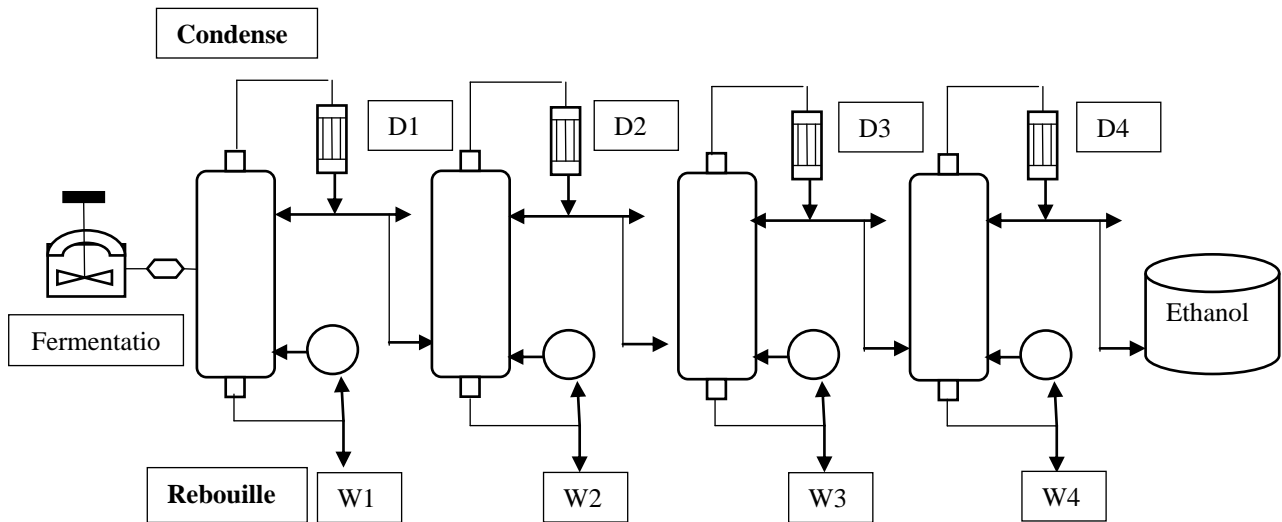 Condense
D1
D2
D3
D4
Ethanol
Fermentatio
Rebouille
W1
W2
W3
W4